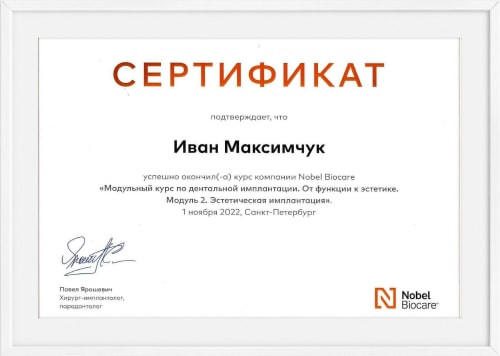 СЕРТИФИКАТ
подтверждает, что
Иван Максимчук
успешно окончил(-а) курс компании Nobel Biocare
«Модульный курс по дентальной имплантации. От функции к эстетике.
Модуль 2. Эстетическая имплантация».
1 ноября 2022, Санкт-Петербург
Павел Ярошевич
Хирург-имплантолог,
пародонтолог
Nobel
Biocare®